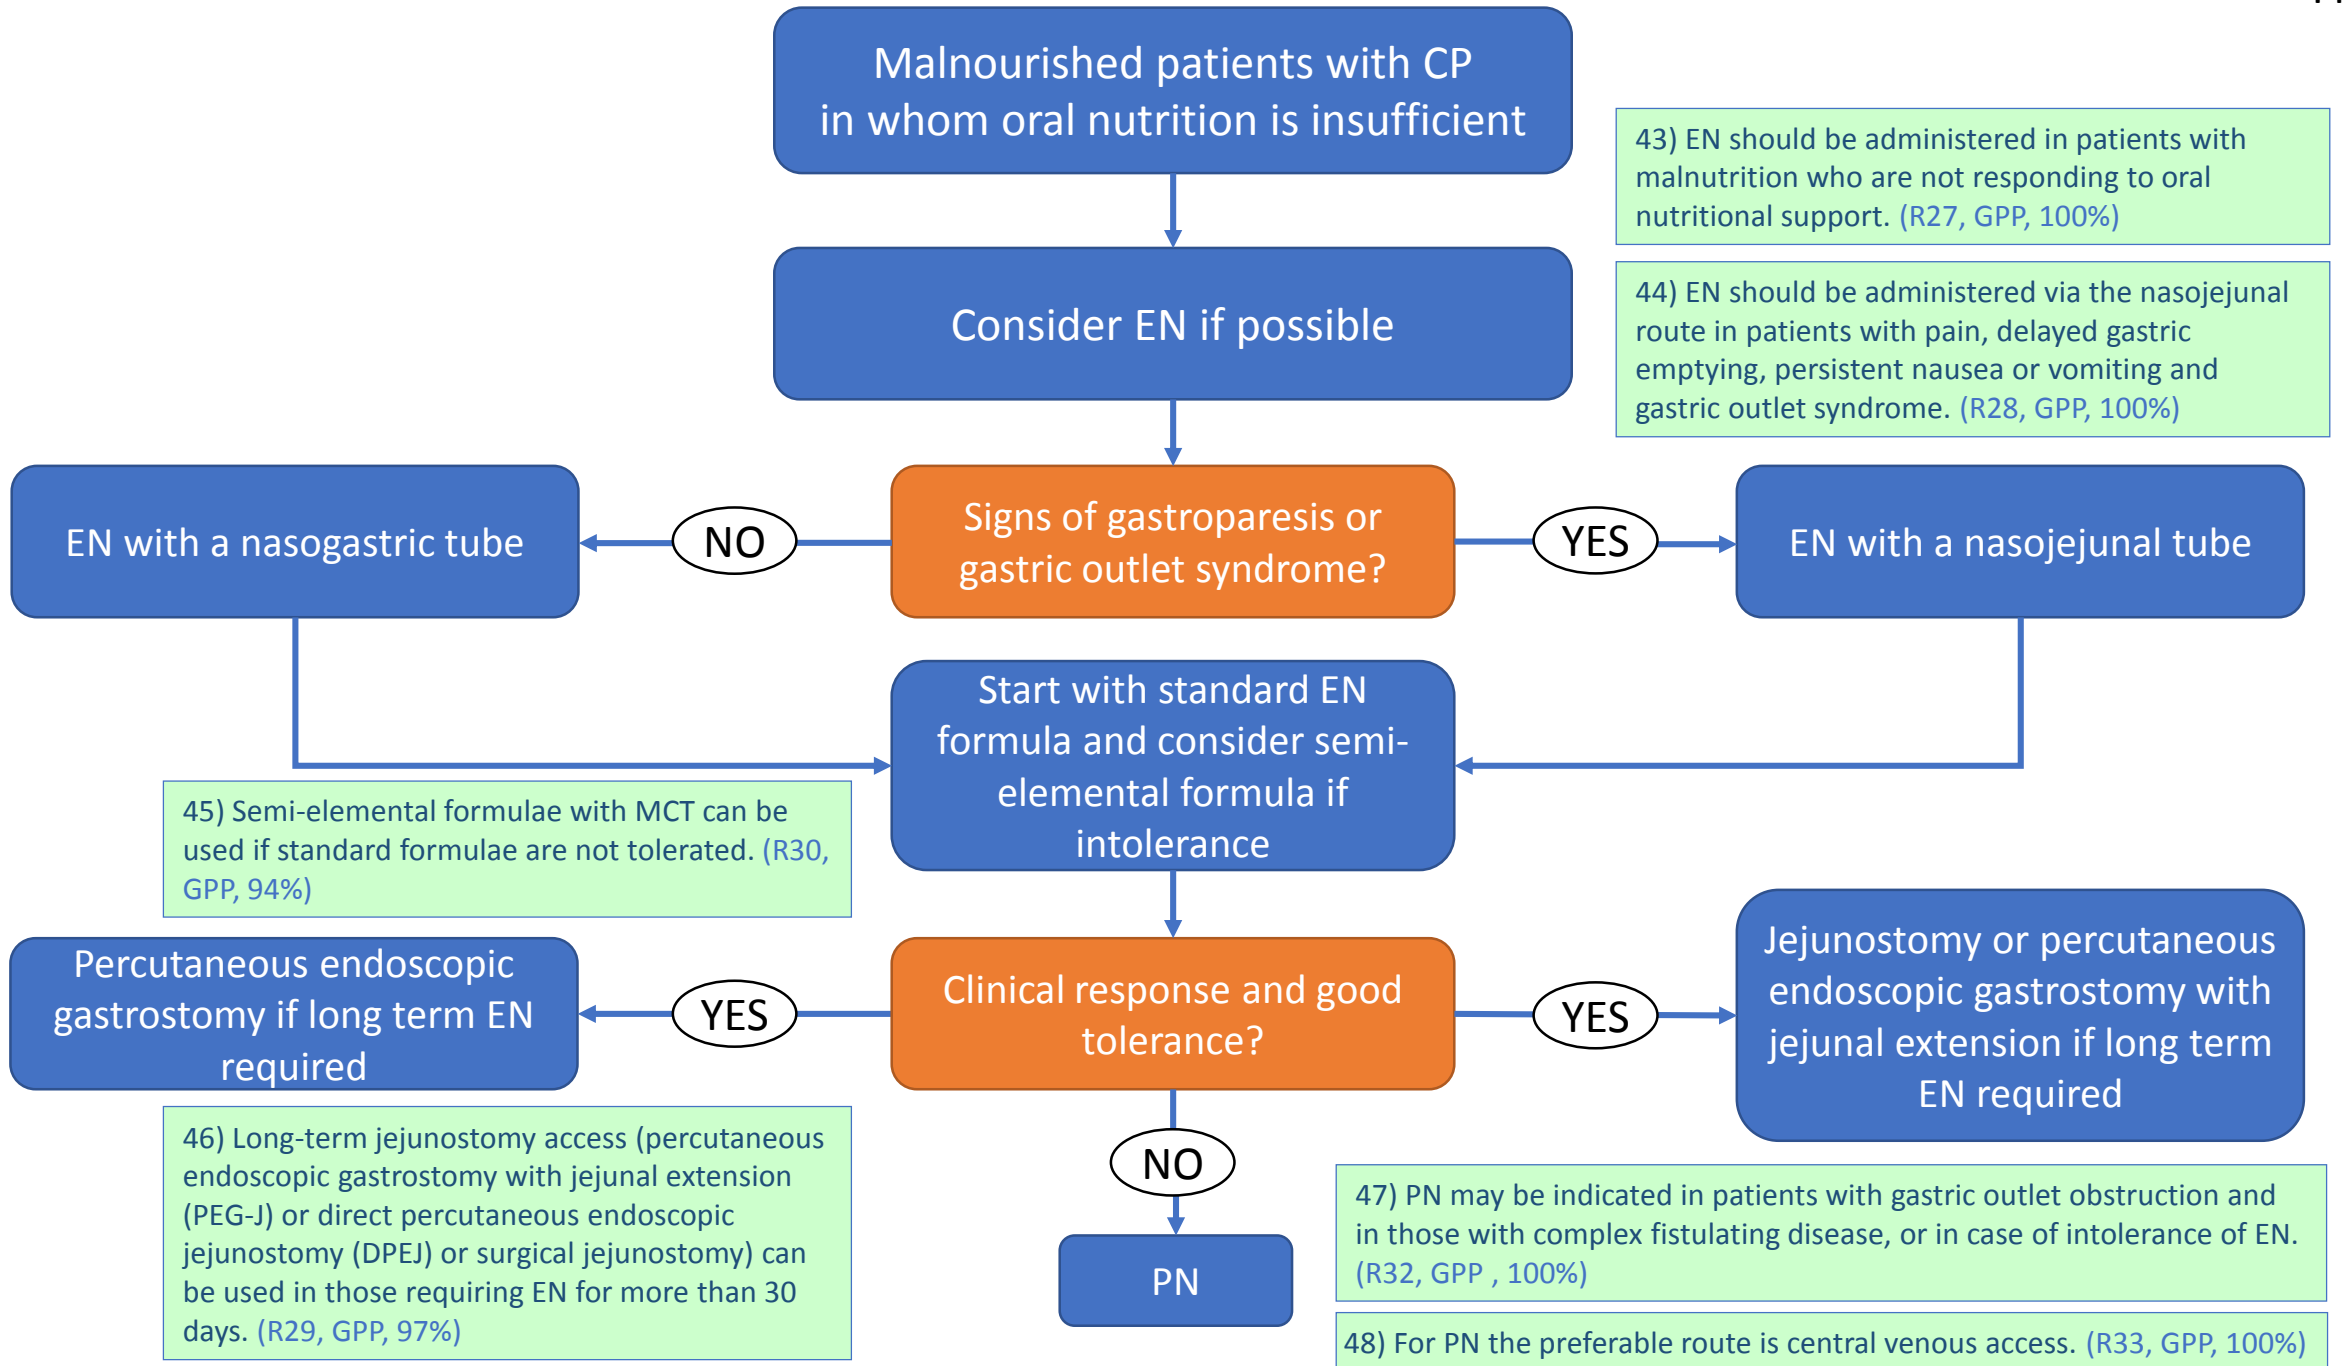 Malnourished patients with CP
in whom oral nutrition is insufficient
43) EN should be administered in patients with
malnutrition who are not responding to oral
nutritional support. (R27, GPP, 100%)
Consider EN if possible
44) EN should be administered via the nasojejunal
route in patients with pain, delayed gastric
emptying, persistent nausea or vomiting and
gastric outlet syndrome. (R28, GPP, 100%)
EN with a nasogastric tube
NO
Signs of gastroparesis or
gastric outlet syndrome?
YES
EN with a nasojejunal tube
Start with standard EN
formula and consider semi-
elemental formula if
intolerance
45) Semi-elemental formulae with MCT can be
used if standard formulae are not tolerated. (R30,
GPP, 94%)
Percutaneous endoscopic
gastrostomy if long term EN
required
YES
Clinical response and good
tolerance?
YES
Jejunostomy or percutaneous
endoscopic gastrostomy with
jejunal extension if long term
EN required
46) Long-term jejunostomy access (percutaneous
endoscopic gastrostomy with jejunal extension
(PEG-J) or direct percutaneous endoscopic
jejunostomy (DPEJ) or surgical jejunostomy) can
be used in those requiring EN for more than 30
days. (R29, GPP, 97%)
NO
PN
47) PN may be indicated in patients with gastric outlet obstruction and
in those with complex fistulating disease, or in case of intolerance of EN.
(R32, GPP , 100%)
48) For PN the preferable route is central venous access. (R33, GPP, 100%)